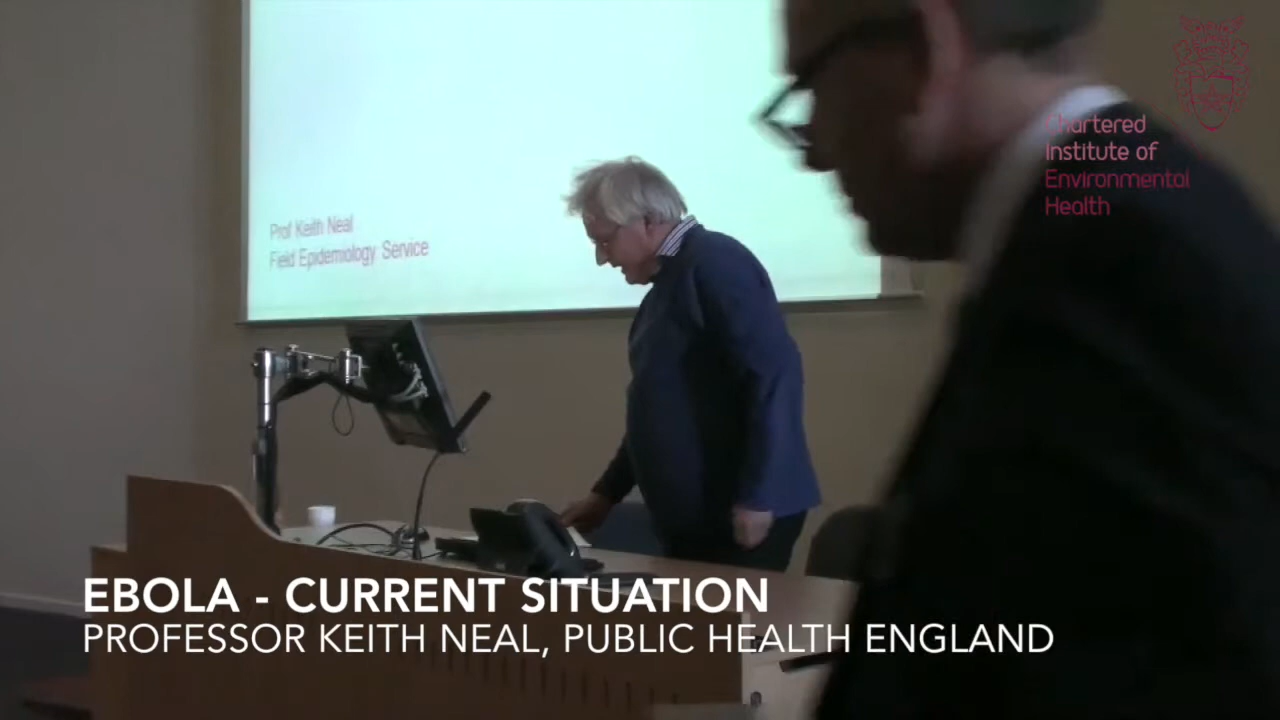 Chartered
Institute of
Environmental
Health
Prof Keith Neal
Field Epidemiology Service
EBOLA - CURRENT SITUATION
PROFESSOR KEITH NEAL, PUBLIC HEALTH ENGLAND